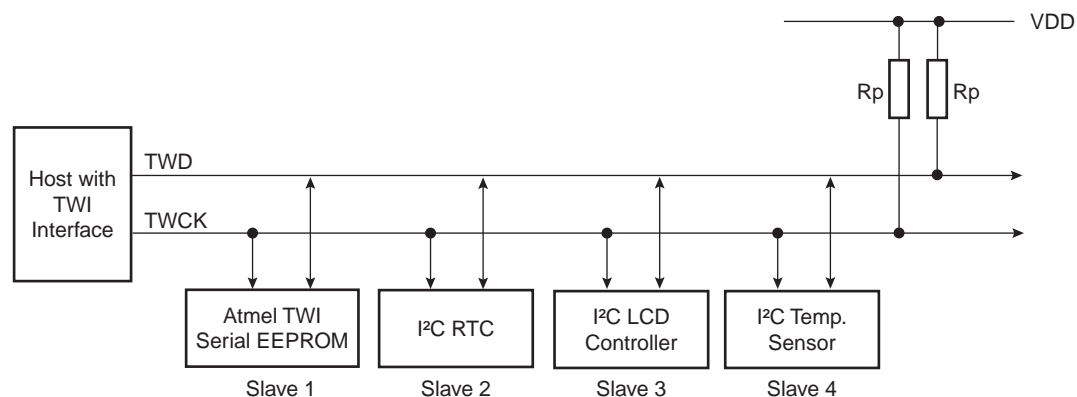 VDD
Rp
Rp
Host with
TWI
Interface
TWD
TWCK
Atmel TWI
Serial EEPROM
Slave 1
I²C RTC
Slave 2
I²C LCD
Controller
Slave 3
I²C Temp.
Sensor
Slave 4